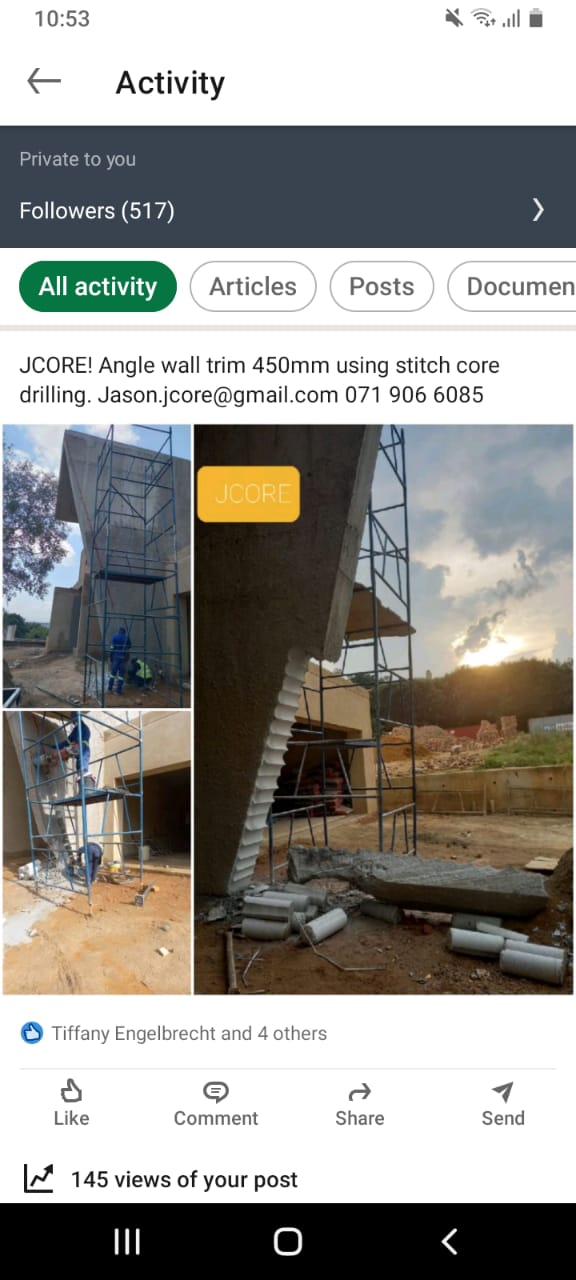 10:53
Activity
Private to you
Followers (517)
All activity
Articles
Posts
Documen
JCORE! Angle wall trim 450mm using stitch core
drilling. Jason.jcore@gmail.com 071 906 6085
JCORE
Tiffany Engelbrecht and 4 others
Like
Comment
Share
Send
145 views of your post